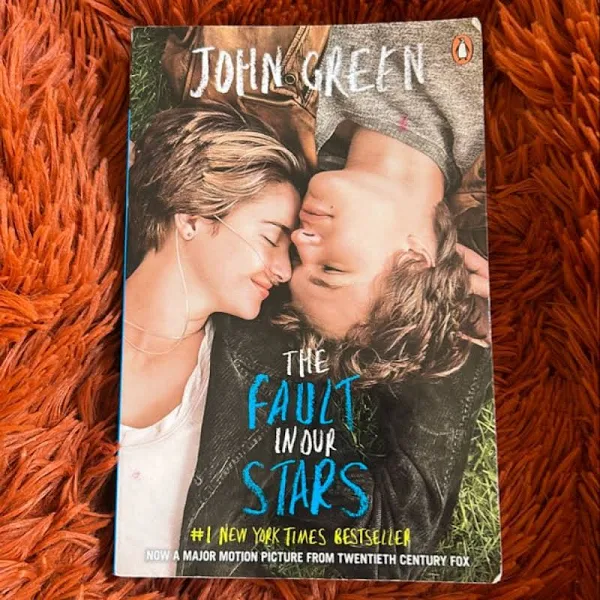 JOHN GREEN
THE
FAULT
IN OUR
STARS
#1 NEW YORK TIMES BESTSELLER
NOW A MAJOR MOTION PICTURE FROM TWENTIETH CENTURY FOX